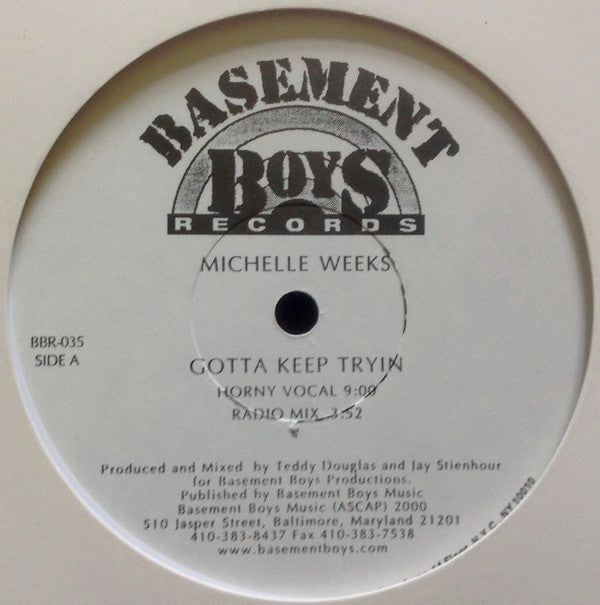 BASEMENT
BOYS
RECORDS
MICHELLE WEEKS
BBR-035
SIDE A
GOTTA KEEP TRYIN
HORNY VOCAL 9:00
RADIO MIX 3:52
Produced and Mixed by Teddy Douglas and Jay Stienhour
for Basement Boys Productions.
Published by Basement Boys Music
Basement Boys Music (ASCAP) 2000
510 Jasper Street, Baltimore, Maryland 21201
410-383-8437 Fax 410-383-7538
www.basementboys.com
N.Y.C. NY 10010